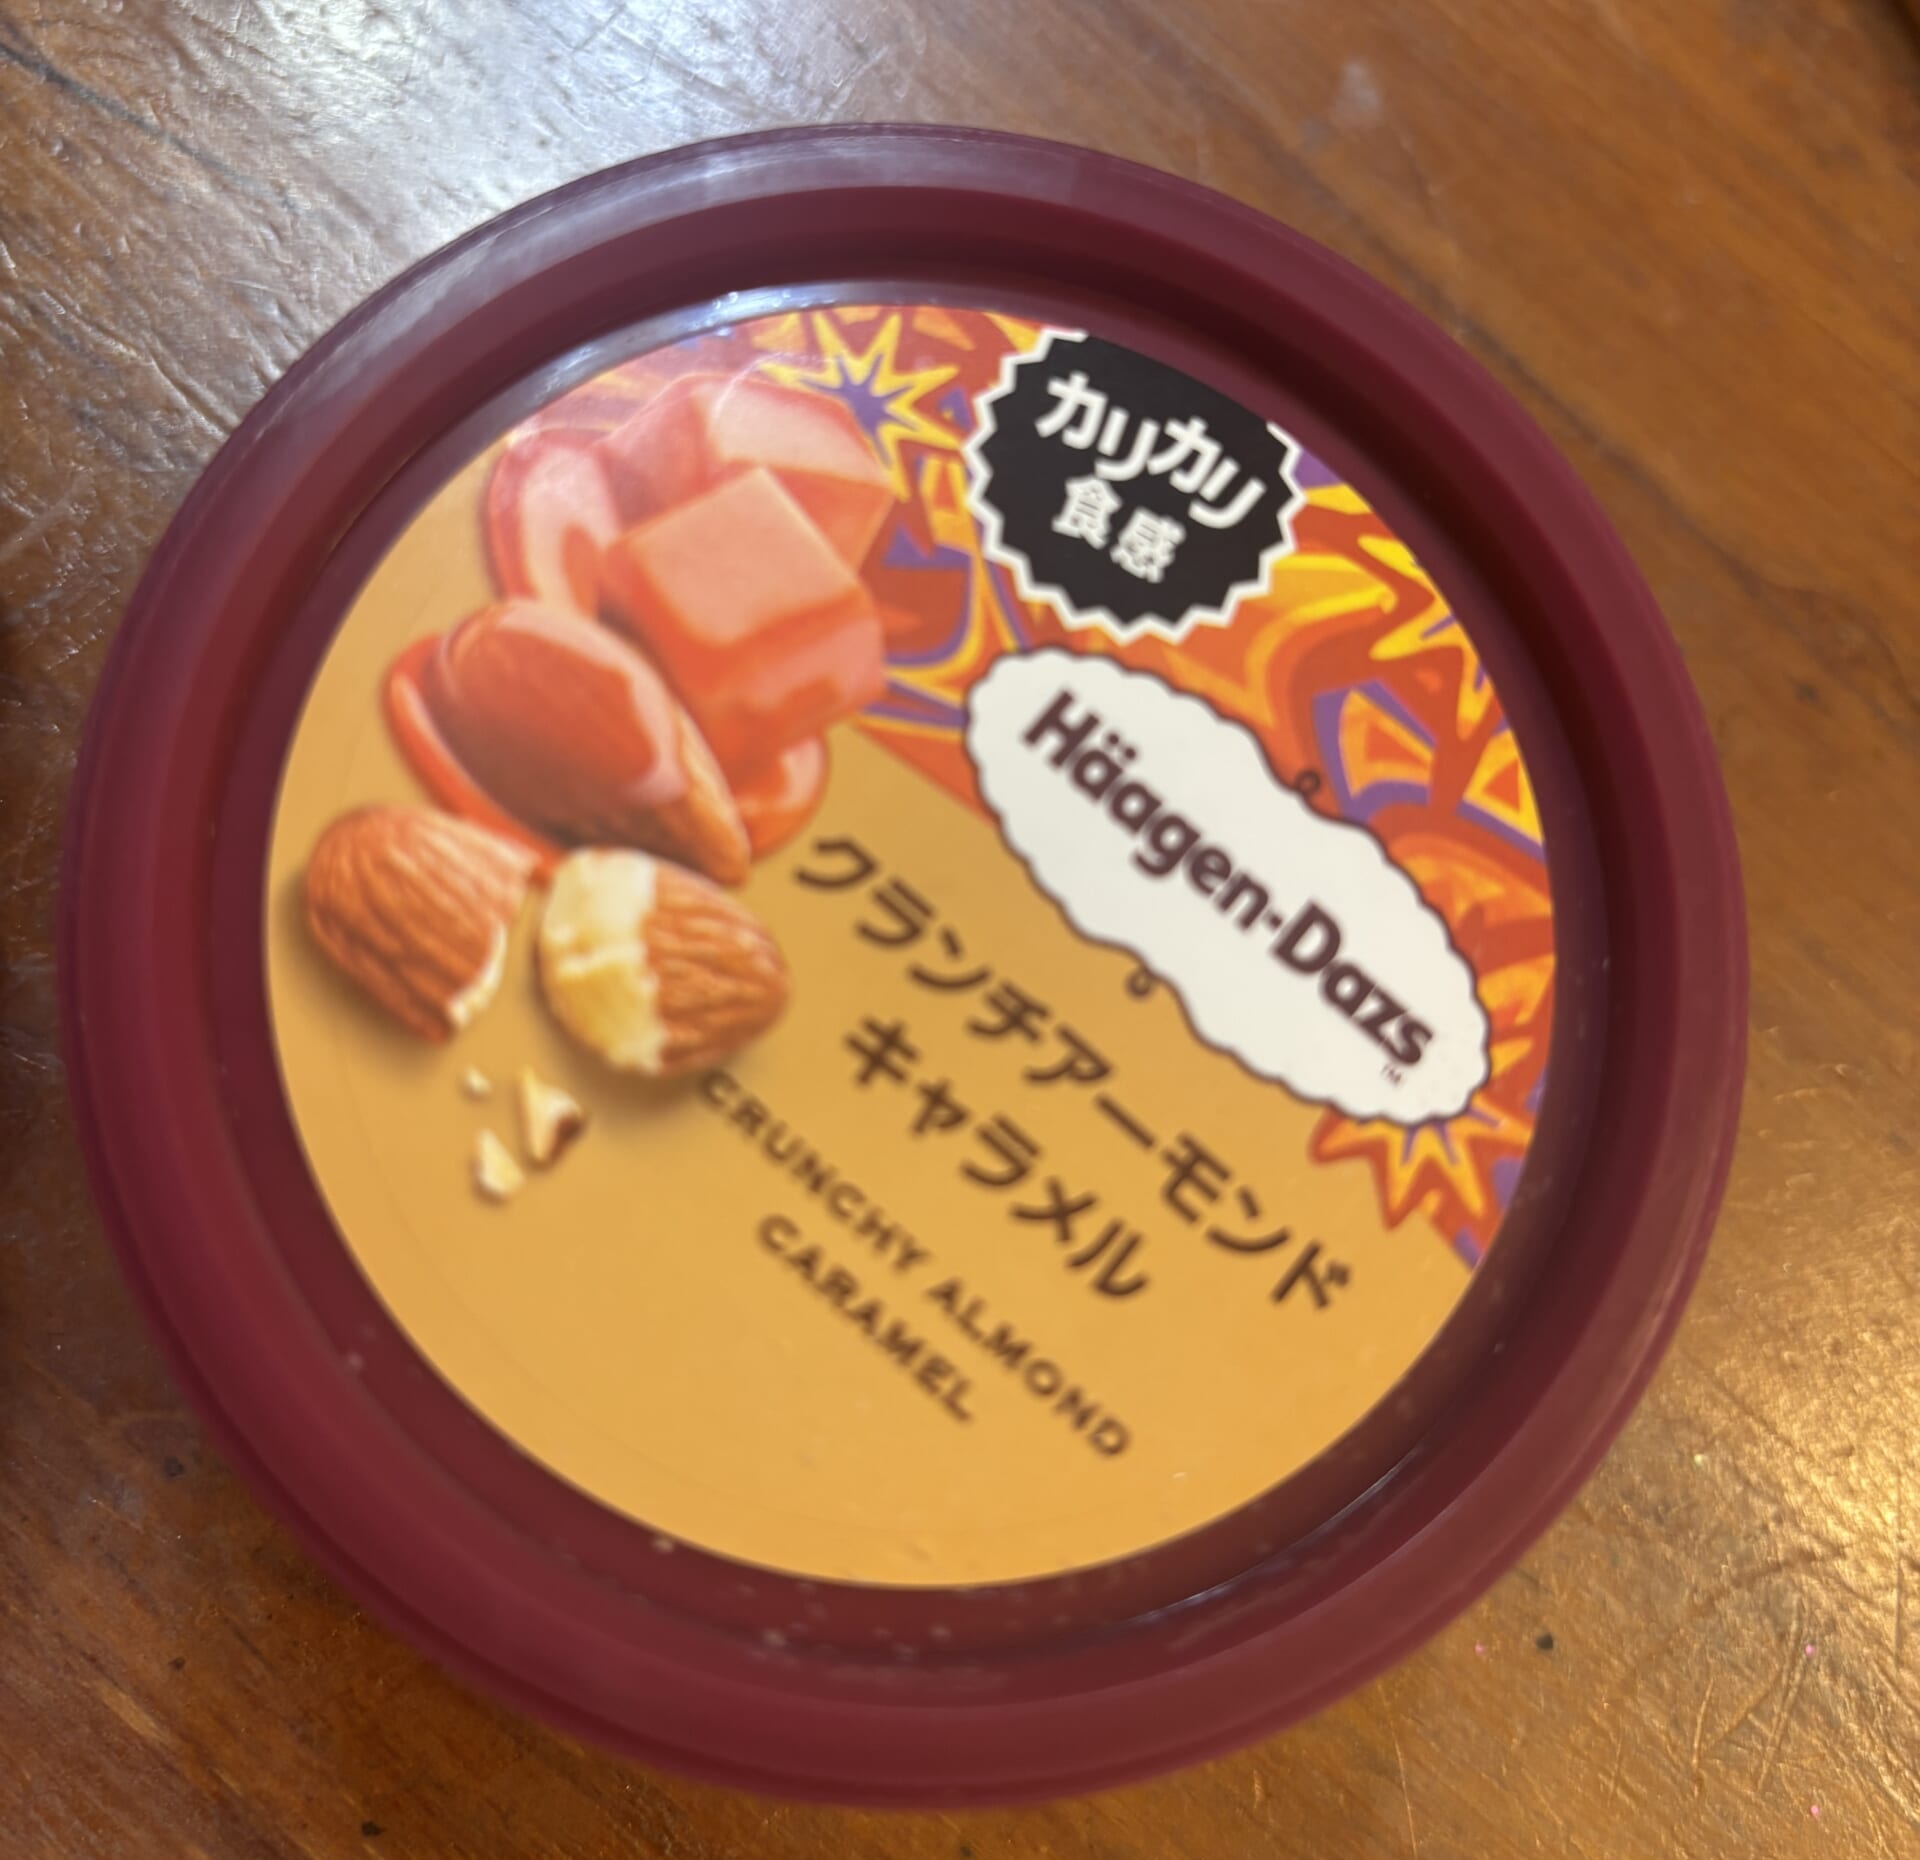 カリカリ
食感
Häagen-Dazs
TM
クランチアーモンド
キャラメル
CRUNCHY ALMOND
CARAMEL